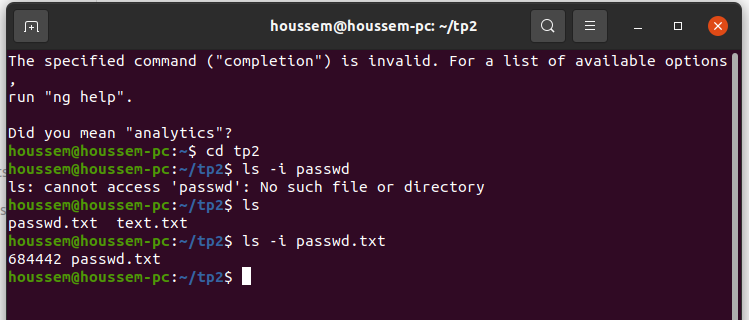 houssem@houssem-pc: ~/tp2
The specified command ("completion") is invalid. For a list of available options
,
run "ng help".
Did you mean "analytics"?
houssem@houssem-pc:~$ cd tp2
houssem@houssem-pc:~/tp2$ ls -i passwd
ls: cannot access 'passwd': No such file or directory
houssem@houssem-pc:~/tp2$ ls
passwd.txt  text.txt
houssem@houssem-pc:~/tp2$ ls -i passwd.txt
684442 passwd.txt
houssem@houssem-pc:~/tp2$